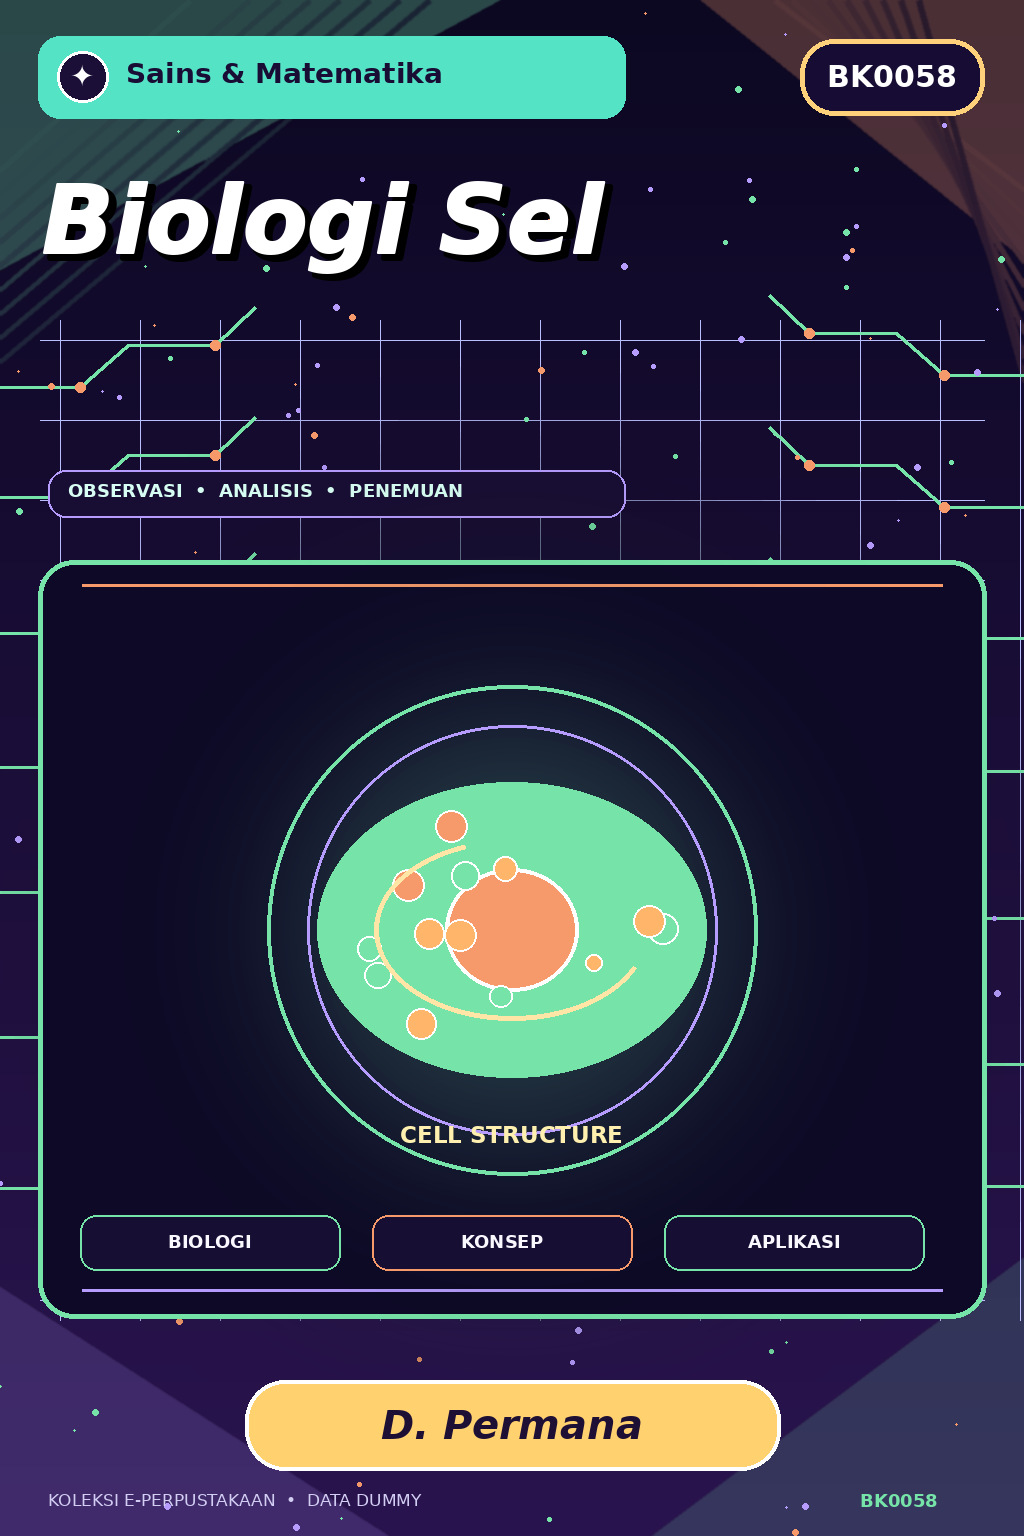 Sains & Matematika
BK0058
Biologi Sel
OBSERVASI • ANALISIS • PENEMUAN
CELL STRUCTURE
BIOLOGI
KONSEP
APLIKASI
D. Permana
KOLEKSI E-PERPUSTAKAAN • DATA DUMMY
BK0058